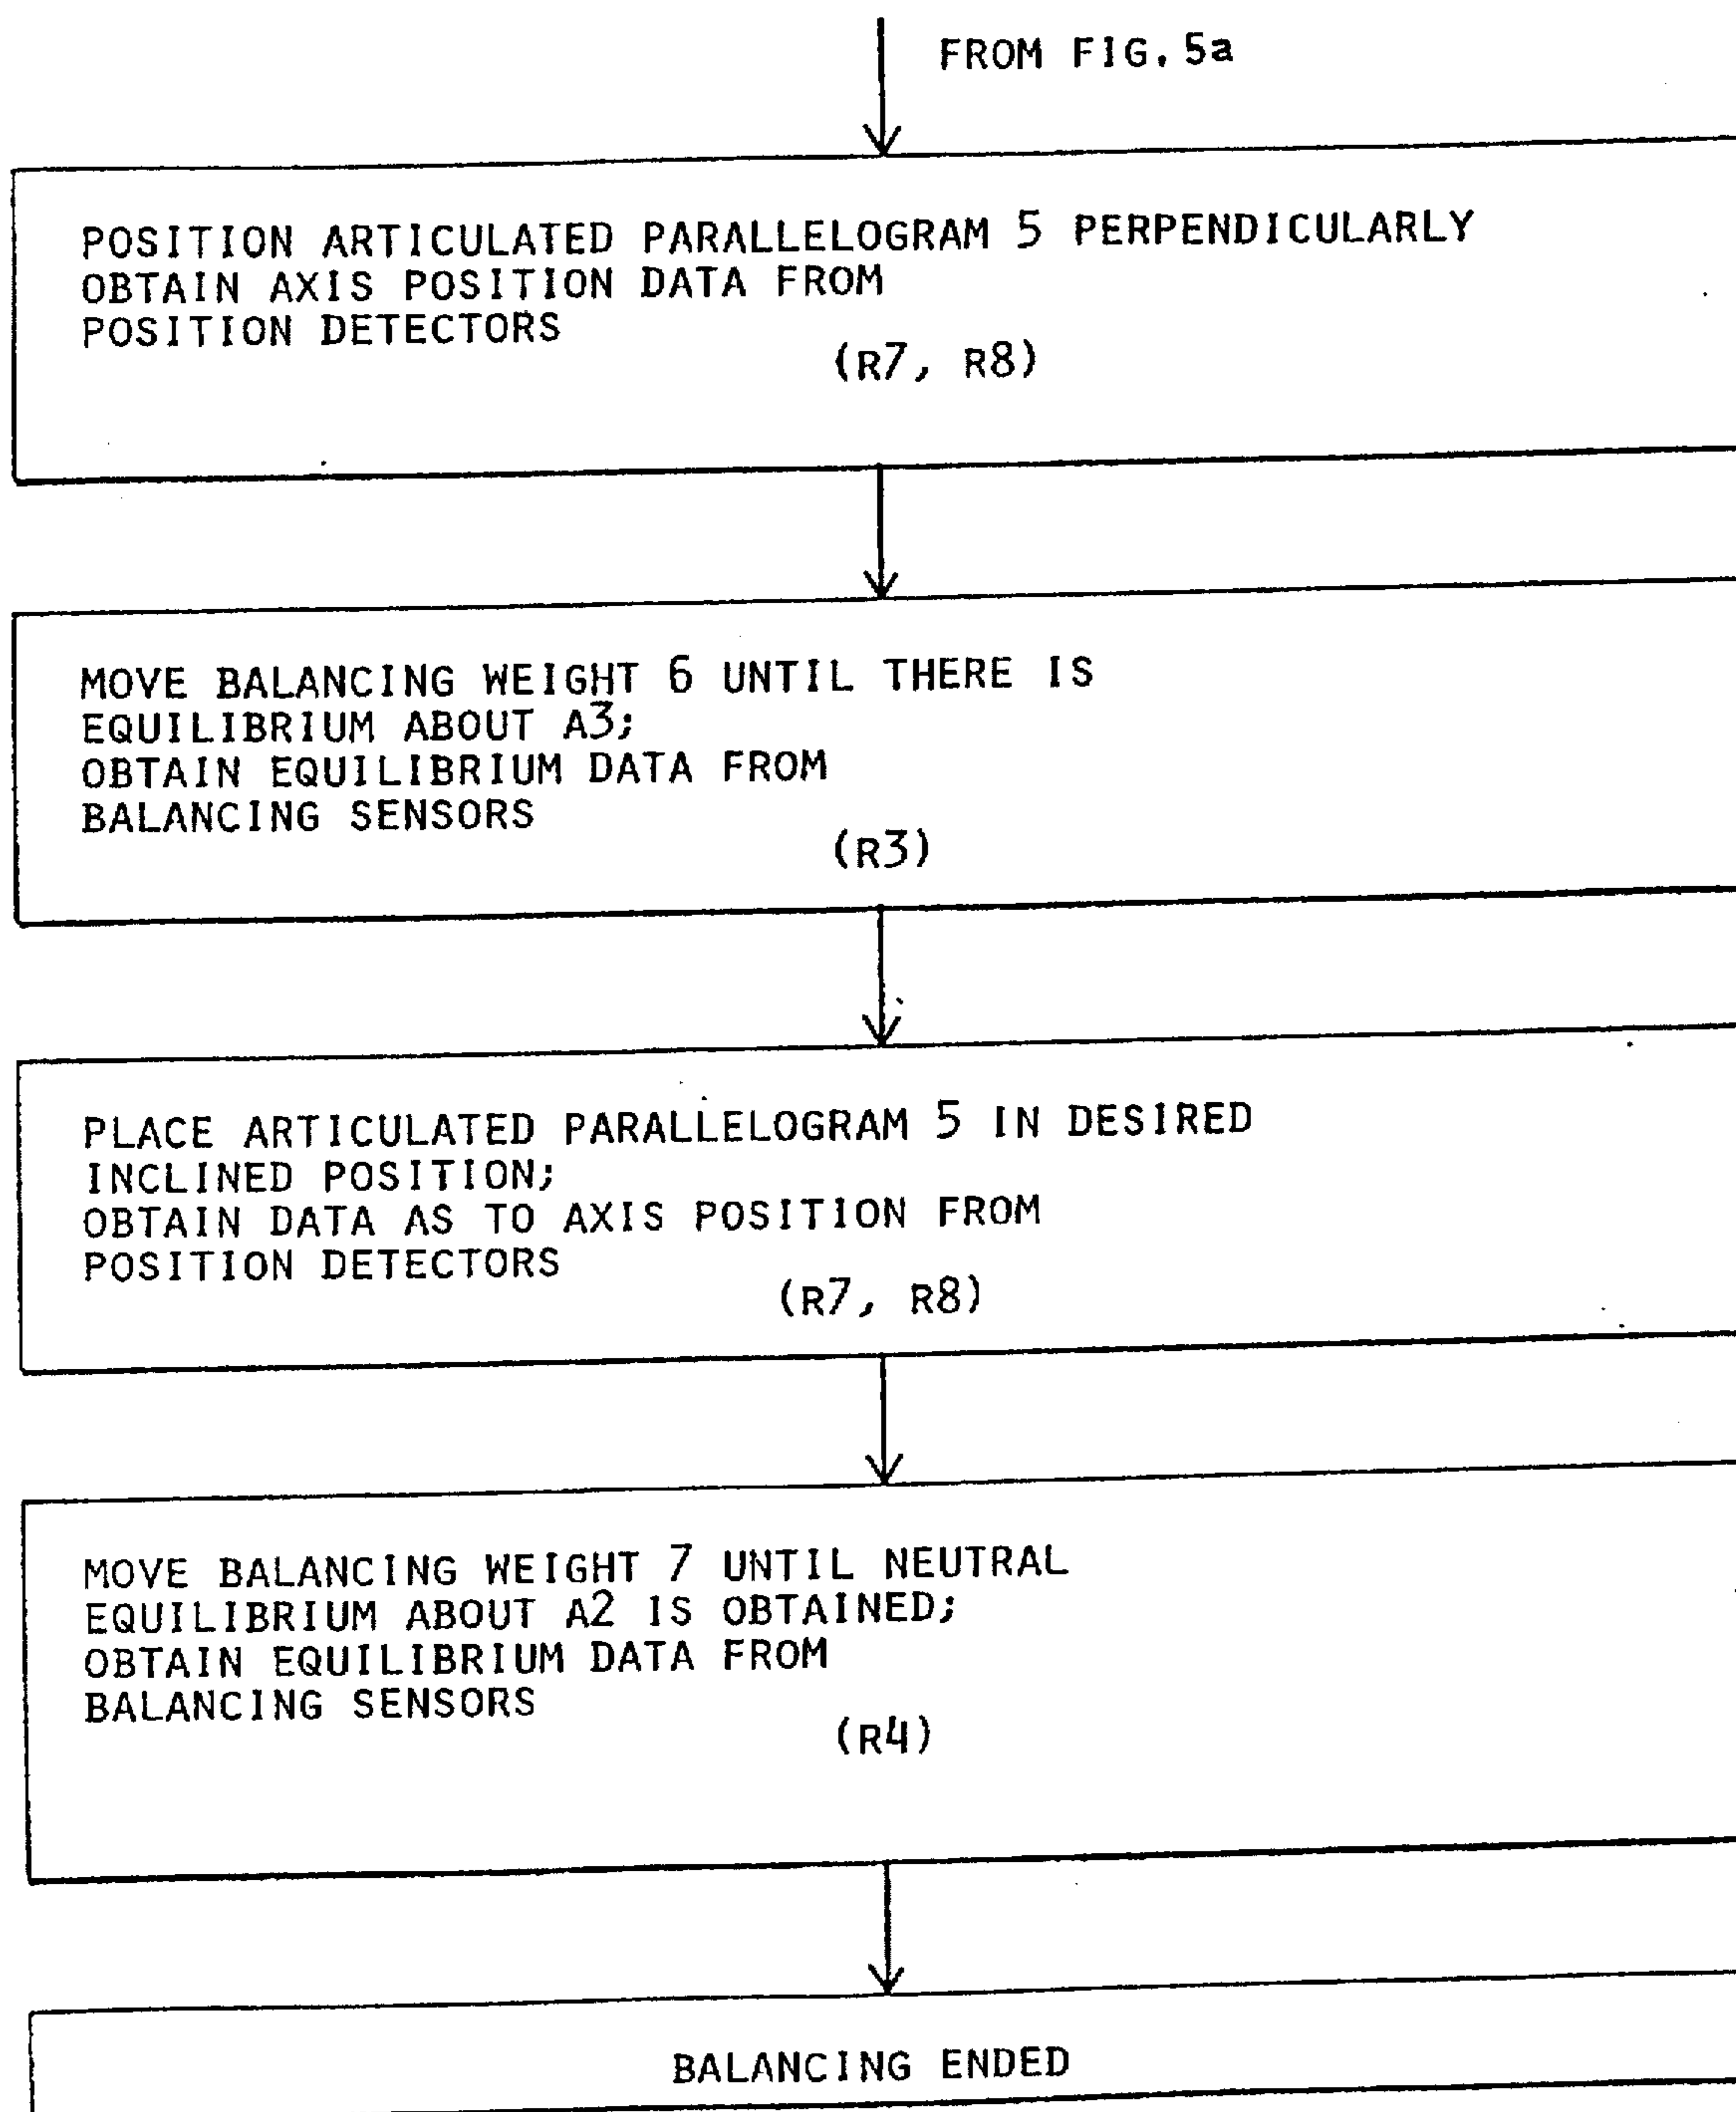 FROM FIG. 5a
POSITION ARTICULATED PARALLELOGRAM 5 PERPENDICULARLY
OBTAIN AXIS POSITION DATA FROM
POSITION DETECTORS
(R7, R8)
MOVE BALANCING WEIGHT 6 UNTIL THERE IS
EQUILIBRIUM ABOUT A3;
OBTAIN EQUILIBRIUM DATA FROM
BALANCING SENSORS
(R3)
PLACE ARTICULATED PARALLELOGRAM 5 IN DESIRED
INCLINED POSITION;
OBTAIN DATA AS TO AXIS POSITION FROM
POSITION DETECTORS
(R7, R8)
MOVE BALANCING WEIGHT 7 UNTIL NEUTRAL
EQUILIBRIUM ABOUT A2 IS OBTAINED;
OBTAIN EQUILIBRIUM DATA FROM
BALANCING SENSORS
(R4)
BALANCING ENDED